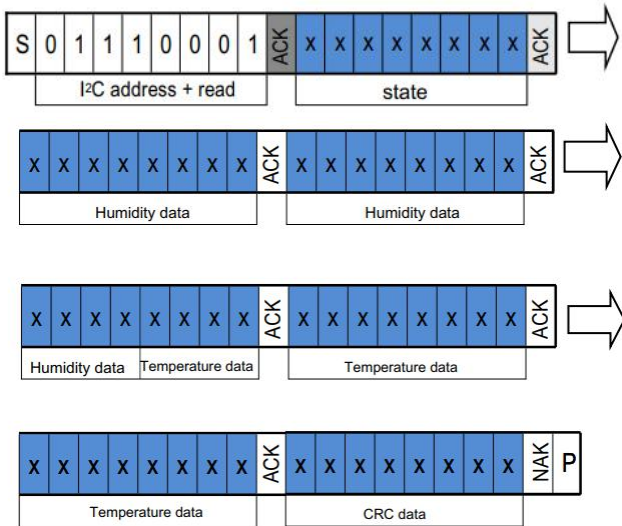 S 0 1 1 1 0 0 0 1 ACK X X X X X X X X ACK
I²C address + read state
X X X X X X X X ACK X X X X X X X X ACK
Humidity data Humidity data
X X X X X X X X ACK X X X X X X X X ACK
Humidity data Temperature data Temperature data
X X X X X X X X ACK X X X X X X X X NAK P
Temperature data CRC data